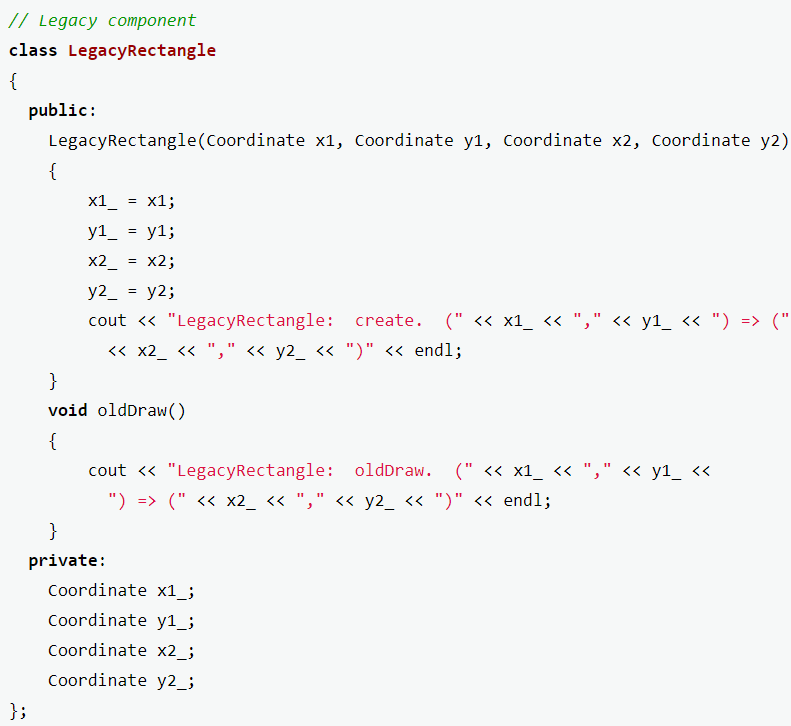 // Legacy component
class LegacyRectangle
{
  public:
    LegacyRectangle(Coordinate x1, Coordinate y1, Coordinate x2, Coordinate y2)
    {
        x1_ = x1;
        y1_ = y1;
        x2_ = x2;
        y2_ = y2;
        cout << "LegacyRectangle:  create.  (" << x1_ << "," << y1_ << ") => ("
          << x2_ << "," << y2_ << ")" << endl;
    }
    void oldDraw()
    {
        cout << "LegacyRectangle:  oldDraw.  (" << x1_ << "," << y1_ <<
          ") => (" << x2_ << "," << y2_ << ")" << endl;
    }
  private:
    Coordinate x1_;
    Coordinate y1_;
    Coordinate x2_;
    Coordinate y2_;
};